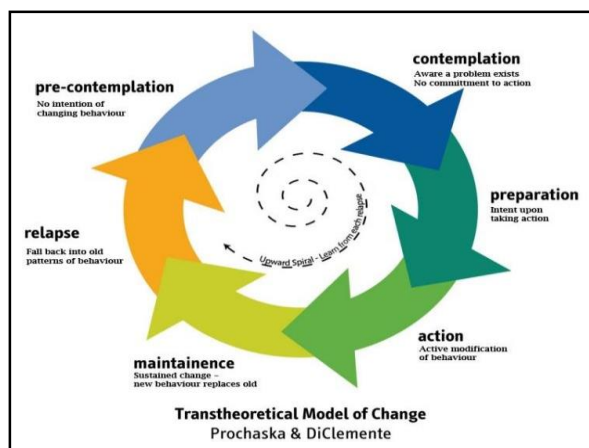 pre-contemplation
No intention of
changing behaviour
contemplation
Aware a problem exists
No committment to action
preparation
Intent upon
taking action
action
Active modification
of behaviour
maintainence
Sustained change –
new behaviour replaces old
relapse
Fall back into old
patterns of behaviour
Upward Spiral - Learn from each relapse
Transtheoretical Model of Change
Prochaska & DiClemente